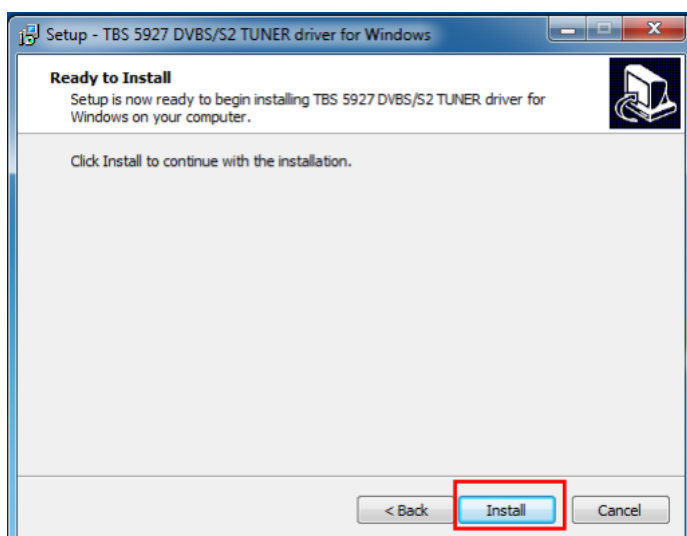 Setup - TBS 5927 DVBS/S2 TUNER driver for Windows
Ready to Install
Setup is now ready to begin installing TBS 5927 DVBS/S2 TUNER driver for
Windows on your computer.
Click Install to continue with the installation.
< Back Install Cancel